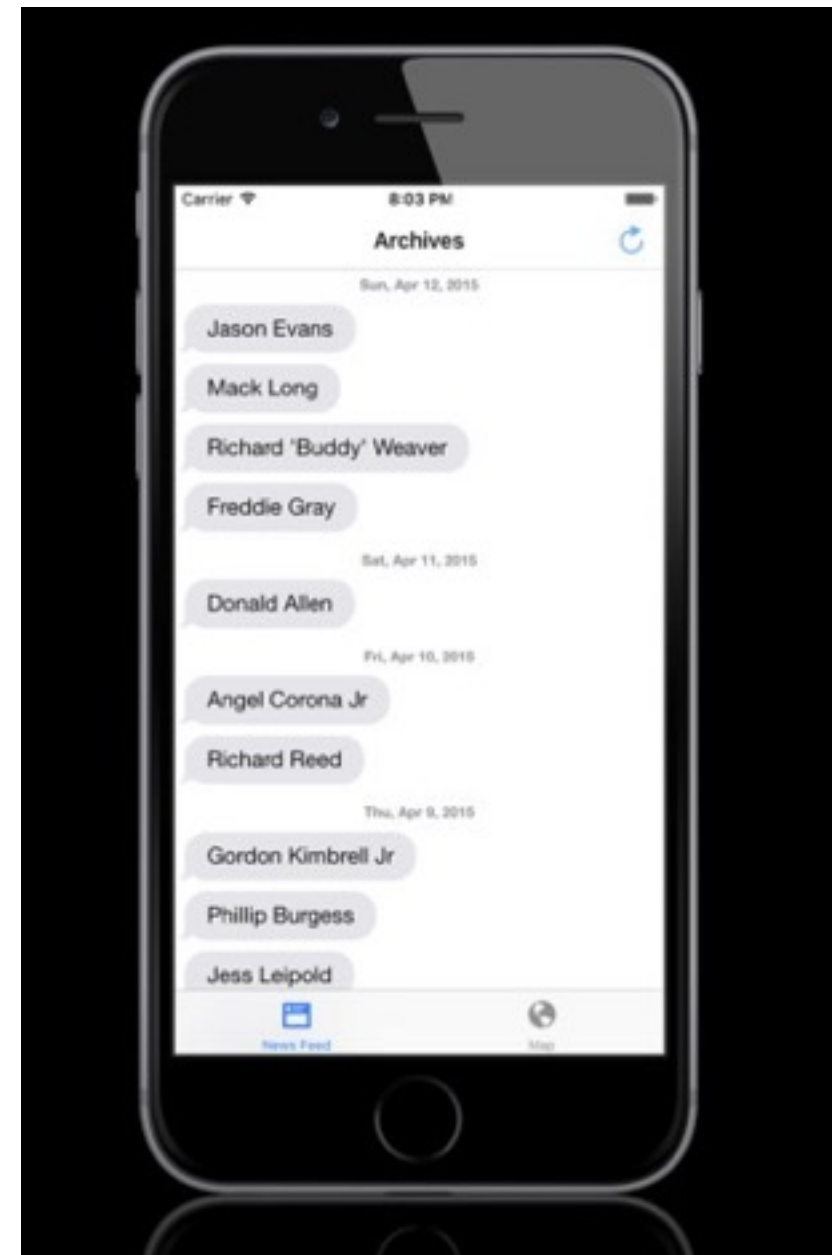 Carrier
8:03 PM
Archives
Sun, Apr 12, 2015
Jason Evans
Mack Long
Richard 'Buddy' Weaver
Freddie Gray
Sat, Apr 11, 2015
Donald Allen
Fri, Apr 10, 2015
Angel Corona Jr
Richard Reed
Thu, Apr 9, 2015
Gordon Kimbrell Jr
Phillip Burgess
Jess Leipold
News Feed
Map